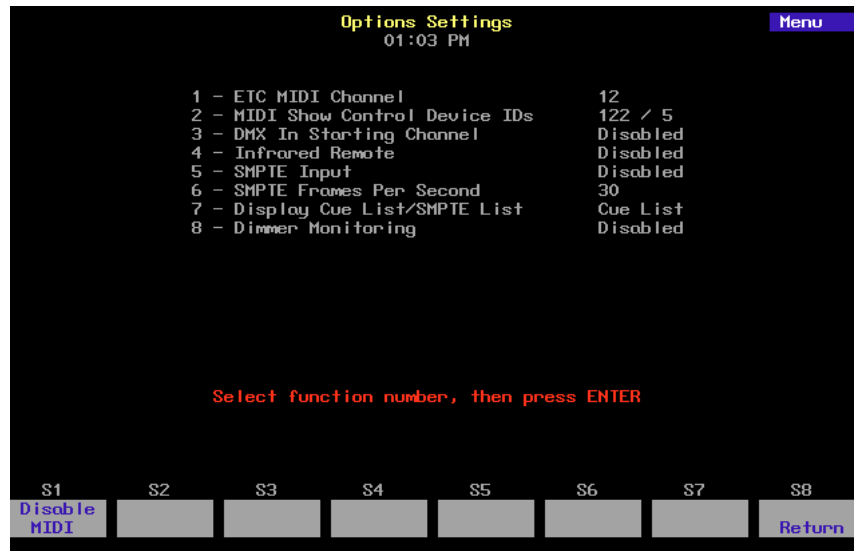 Options Settings
Menu
01:03 PM
1 - ETC MIDI Channel 12
2 - MIDI Show Control Device IDs 122 / 5
3 - DMX In Starting Channel Disabled
4 - Infrared Remote Disabled
5 - SMPTE Input Disabled
6 - SMPTE Frames Per Second 30
7 - Display Cue List/SMPTE List Cue List
8 - Dimmer Monitoring Disabled
Select function number, then press ENTER
S1 S2 S3 S4 S5 S6 S7 S8
Disable
MIDI Return